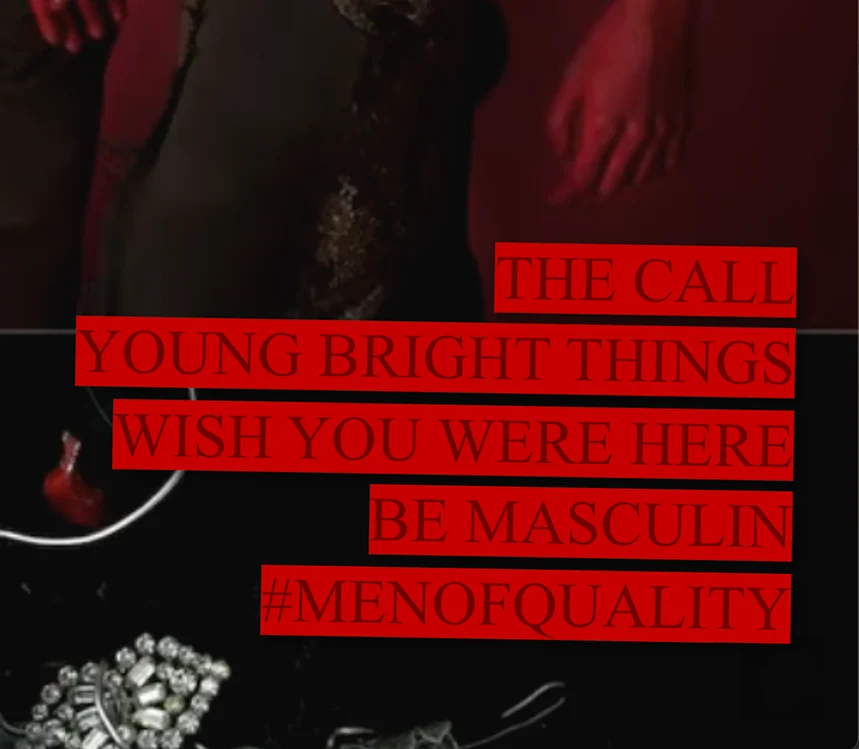 THE CALL
YOUNG BRIGHT THINGS
WISH YOU WERE HERE
BE MASCULIN
#MENOFQUALITY